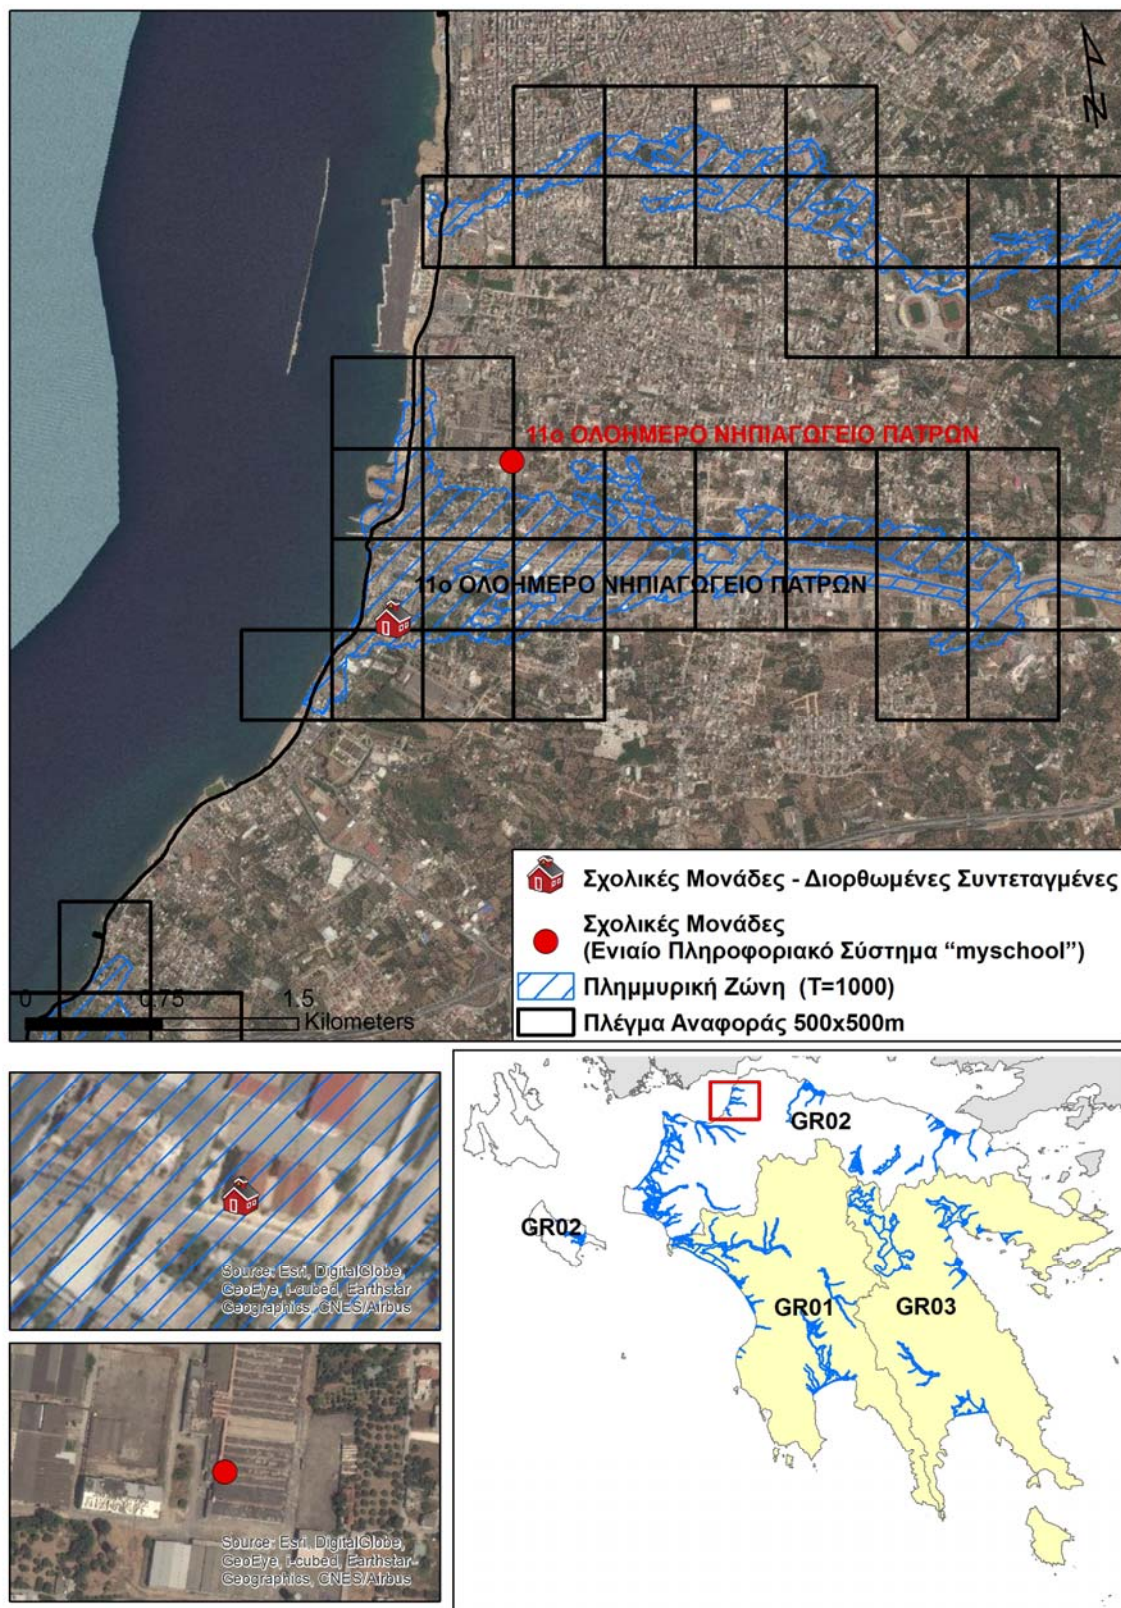 N
11ο ΟΛΟΗΜΕΡΟ ΝΗΠΙΑΓΩΓΕΙΟ ΠΑΤΡΩΝ
11ο ΟΛΟΗΜΕΡΟ ΝΗΠΙΑΓΩΓΕΙΟ ΠΑΤΡΩΝ
Σχολικές Μονάδες - Διορθωμένες Συντεταγμένες
Σχολικές Μονάδες
(Ενιαίο Πληροφοριακό Σύστημα “myschool”)
Πλημμυρική Ζώνη (T=1000)
Πλέγμα Αναφοράς 500x500m
0 0.75 1.5
Kilometers
Source: Esri, DigitalGlobe,
GeoEye, i-cubed, Earthstar
Geographics, CNES/Airbus
Source: Esri, DigitalGlobe,
GeoEye, i-cubed, Earthstar
Geographics, CNES/Airbus
GR02
GR02
GR01
GR03